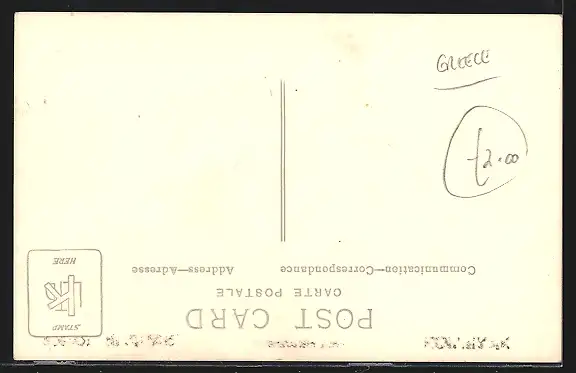 GREECE
£2.00
POST CARD
CARTE POSTALE
Communication—Correspondance
Address—Adresse
STAMP
HERE